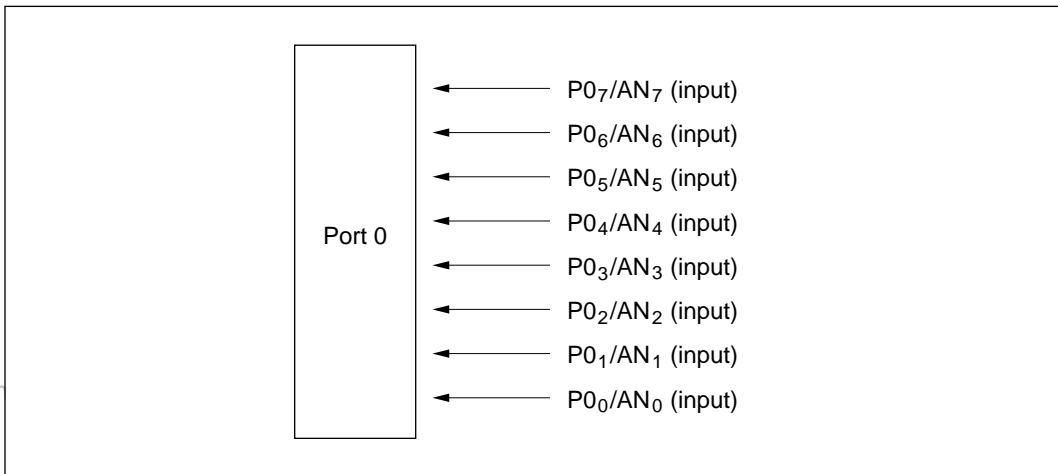 P0₇/AN₇ (input)
P0₆/AN₆ (input)
P0₅/AN₅ (input)
P0₄/AN₄ (input)
Port 0
P0₃/AN₃ (input)
P0₂/AN₂ (input)
P0₁/AN₁ (input)
P0₀/AN₀ (input)